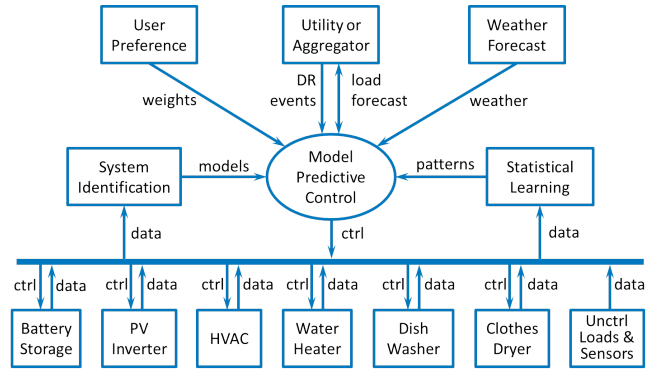 User
Preference
Utility or
Aggregator
Weather
Forecast
weights
DR
events
load
forecast
weather
System
Identification
models
Model
Predictive
Control
patterns
Statistical
Learning
data
ctrl
data
ctrl
data
ctrl
data
ctrl
data
ctrl
data
ctrl
data
ctrl
data
data
Battery
Storage
PV
Inverter
HVAC
Water
Heater
Dish
Washer
Clothes
Dryer
Unctrl
Loads &
Sensors